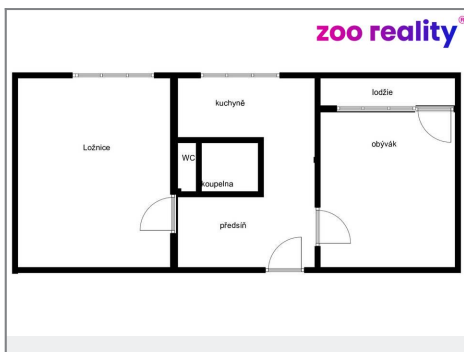 zoo reality®
lodžie
kuchyně
Ložnice
obývák
WC
koupelna
předsíň